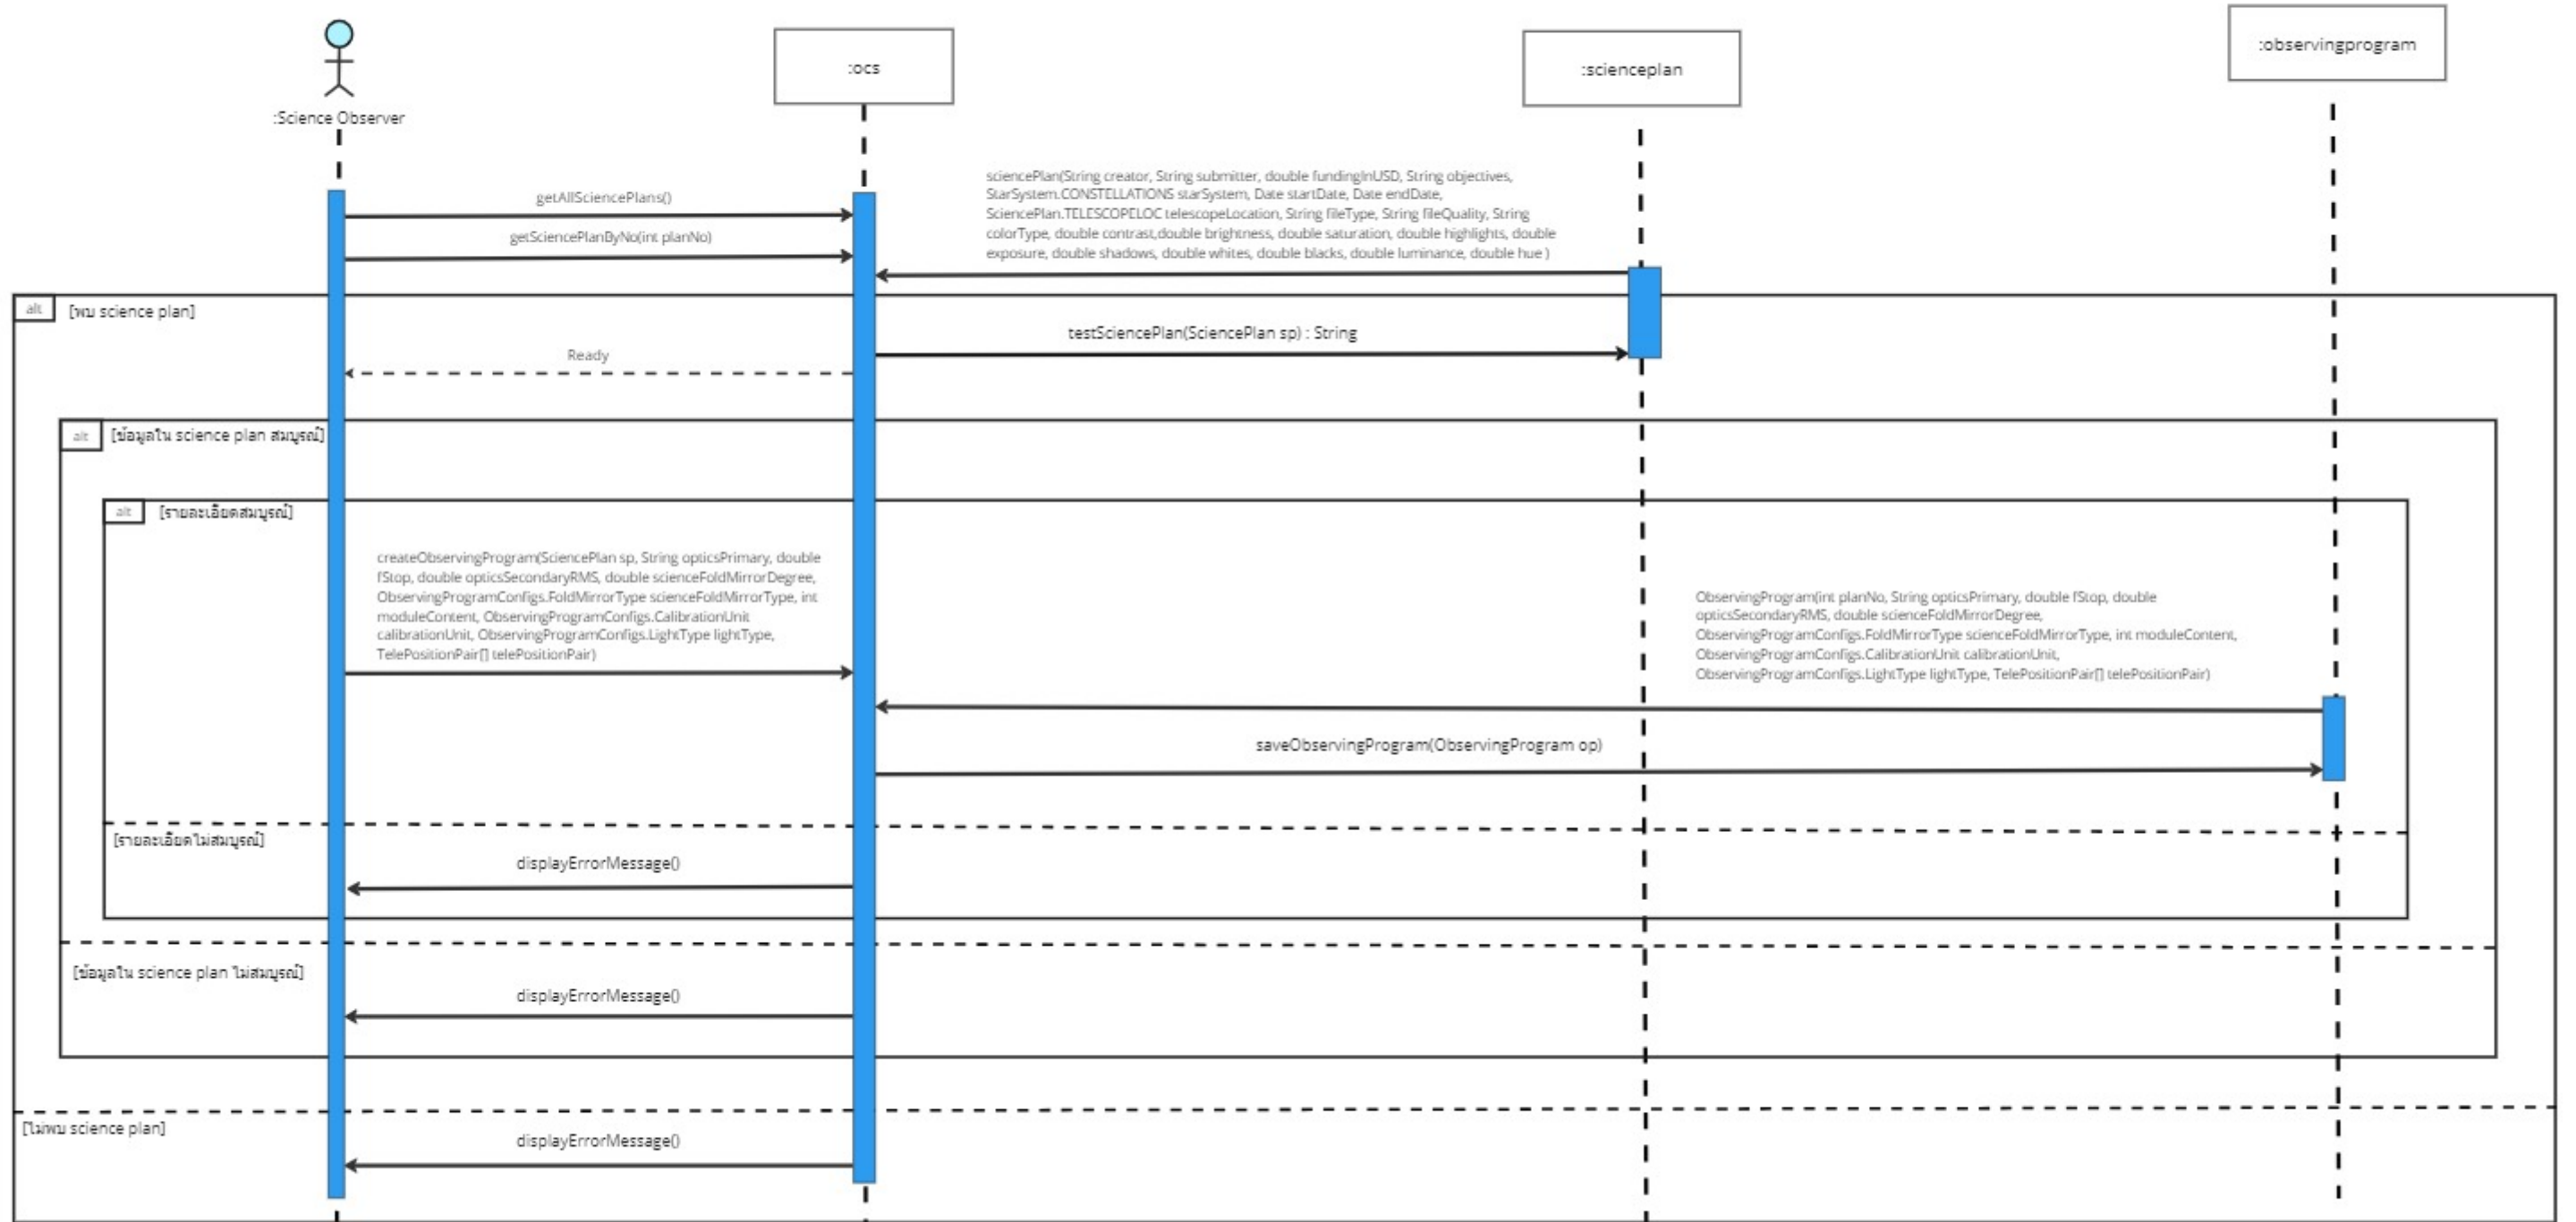 :Science Observer
:ocs
:scienceplan
:observingprogram
getAllSciencePlans()
getSciencePlanByNo(int planNo)
sciencePlan(String creator, String submitter, double fundingInUSD, String objectives,
StarSystem.CONSTELLATIONS starSystem, Date startDate, Date endDate,
SciencePlan.TELESCOPELOC telescopeLocation, String fileType, String fileQuality, String
colorType, double contrast,double brightness, double saturation, double highlights, double
exposure, double shadows, double whites, double blacks, double luminance, double hue )
alt
[พบ science plan]
testSciencePlan(SciencePlan sp) : String
Ready
alt
[ข้อมูลใน science plan สมบูรณ์]
alt
[รายละเอียดสมบูรณ์]
createObservingProgram(SciencePlan sp, String opticsPrimary, double
fStop, double opticsSecondaryRMS, double scienceFoldMirrorDegree,
ObservingProgramConfigs.FoldMirrorType scienceFoldMirrorType, int
moduleContent, ObservingProgramConfigs.CalibrationUnit
calibrationUnit, ObservingProgramConfigs.LightType lightType,
TelePositionPair[] telePositionPair)
ObservingProgram(int planNo, String opticsPrimary, double fStop, double
opticsSecondaryRMS, double scienceFoldMirrorDegree,
ObservingProgramConfigs.FoldMirrorType scienceFoldMirrorType, int moduleContent,
ObservingProgramConfigs.CalibrationUnit calibrationUnit,
ObservingProgramConfigs.LightType lightType, TelePositionPair[] telePositionPair)
saveObservingProgram(ObservingProgram op)
[รายละเอียดไม่สมบูรณ์]
displayErrorMessage()
[ข้อมูลใน science plan ไม่สมบูรณ์]
displayErrorMessage()
[ไม่พบ science plan]
displayErrorMessage()